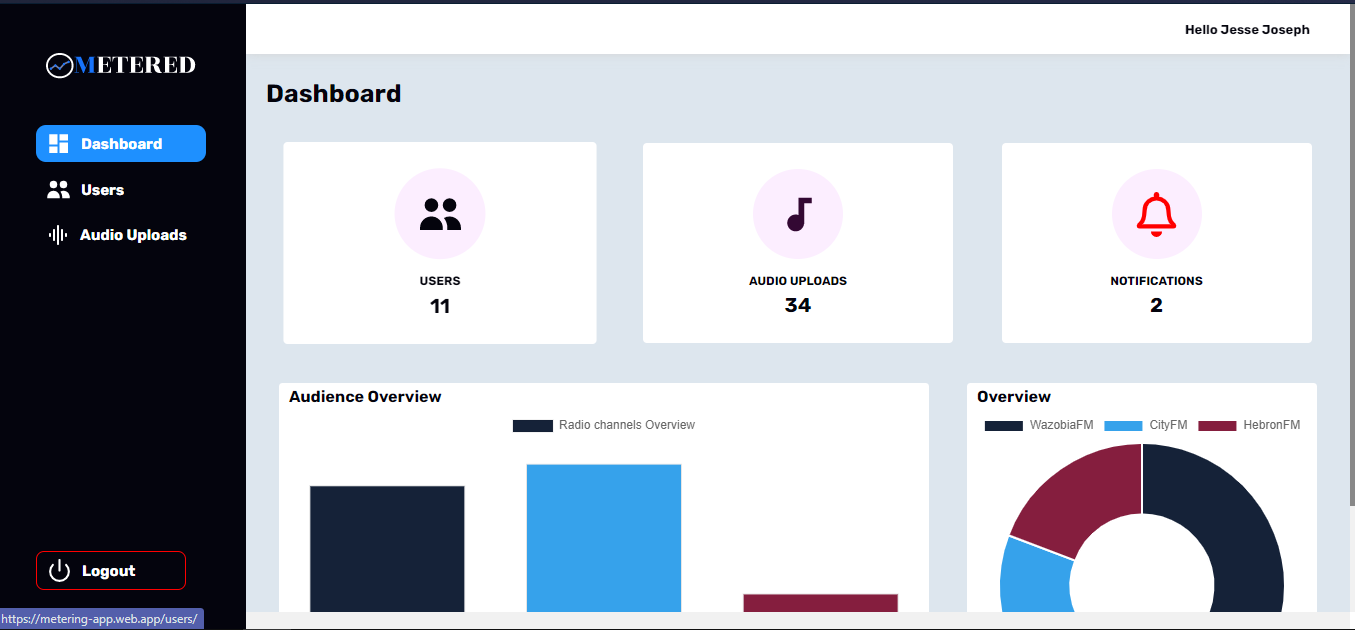 METERED
Hello Jesse Joseph
Dashboard
Dashboard
Users
Audio Uploads
USERS
11
AUDIO UPLOADS
34
NOTIFICATIONS
2
Audience Overview
Radio channels Overview
Overview
WazobiaFM CityFM HebronFM
Logout
https://metering-app.web.app/users/